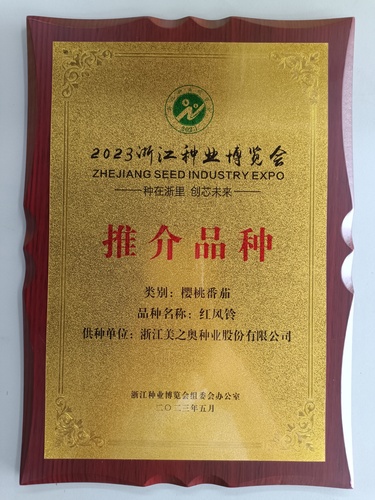 2023
2023浙江种业博览会
ZHEJIANG SEED INDUSTRY EXPO
种在浙里 创芯未来
推介品种
类别：樱桃番茄
品种名称：红风铃
供种单位：浙江美之奥种业股份有限公司
浙江种业博览会组委会办公室
二〇二三年五月